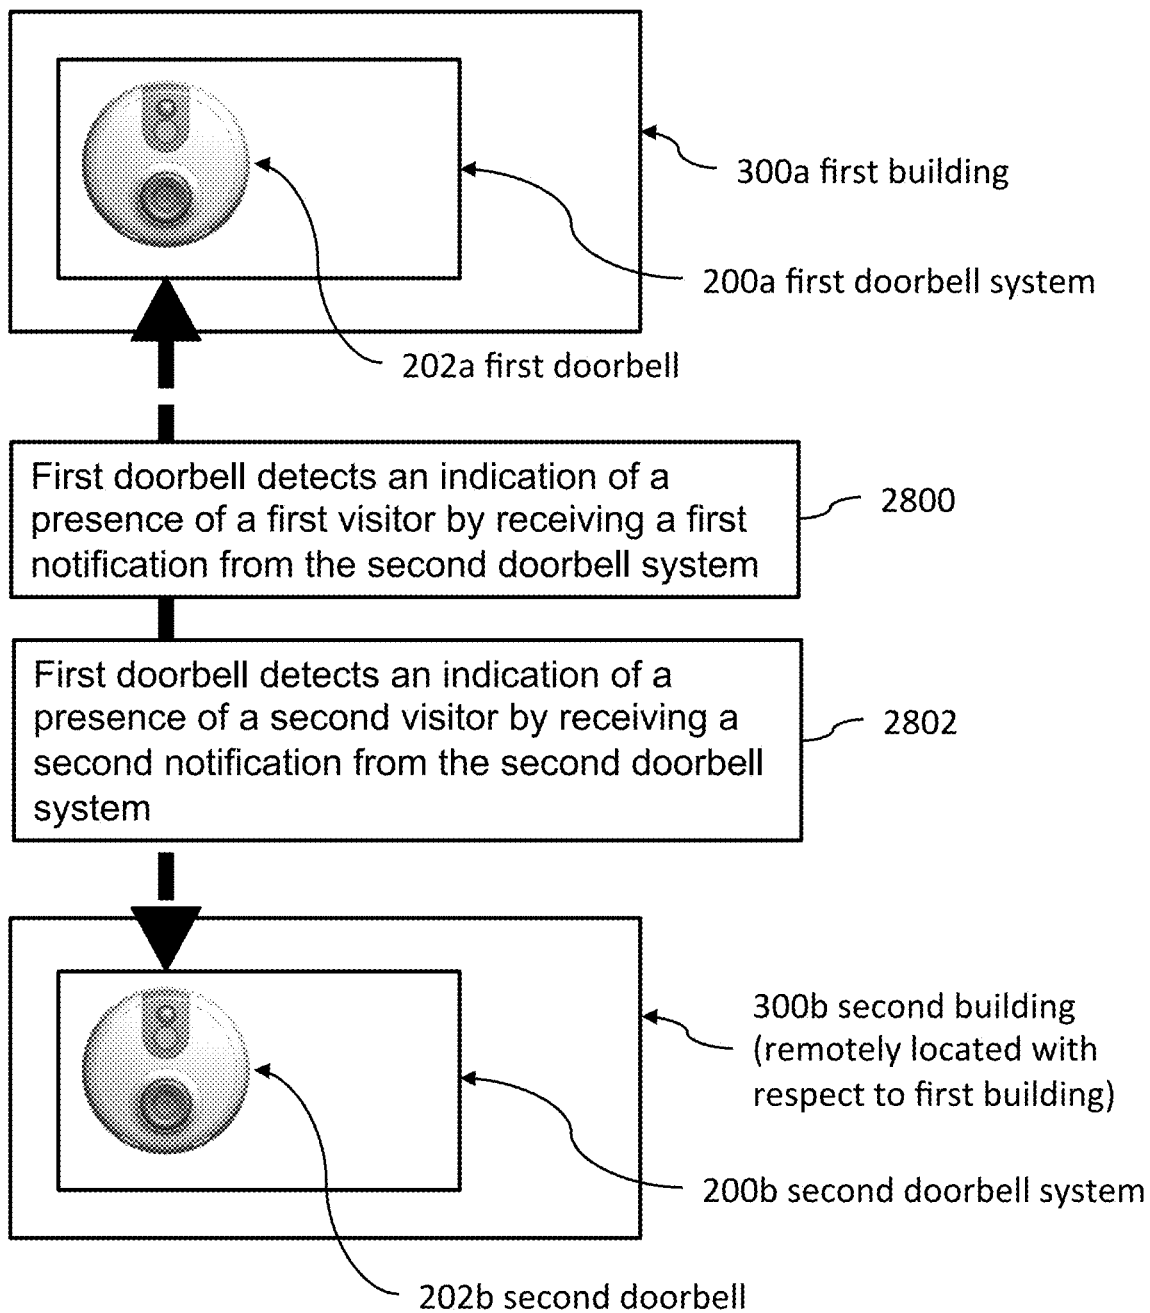 300a first building
200a first doorbell system
202a first doorbell
First doorbell detects an indication of a
presence of a first visitor by receiving a first
notification from the second doorbell system
2800
First doorbell detects an indication of a
presence of a second visitor by receiving a
second notification from the second doorbell
system
2802
300b second building
(remotely located with
respect to first building)
200b second doorbell system
202b second doorbell